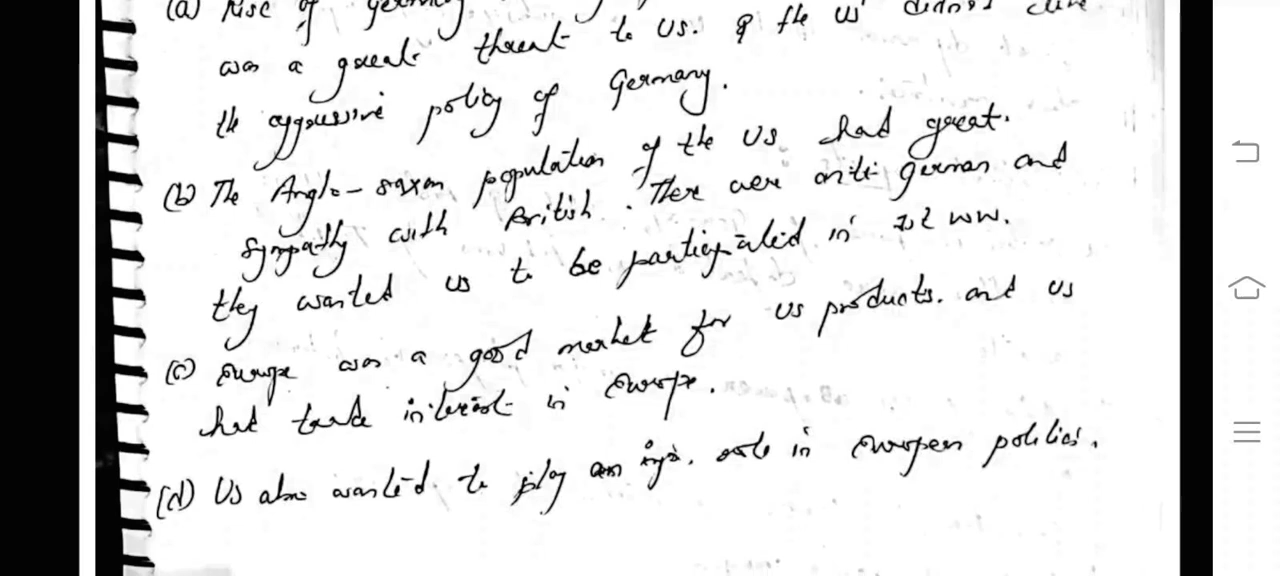 (a) Rise of
was a great threat to US. & the US didn't
the aggressive policy of Germany.
(b) The Anglo-saxon population of the US had great.
sympathy with British. There were anti german and
they wanted us to be participated in WW.
(c) Europe was a good market for US products. and US
had trade interest in Europe.
(d) US also wanted to play an role in European politics.